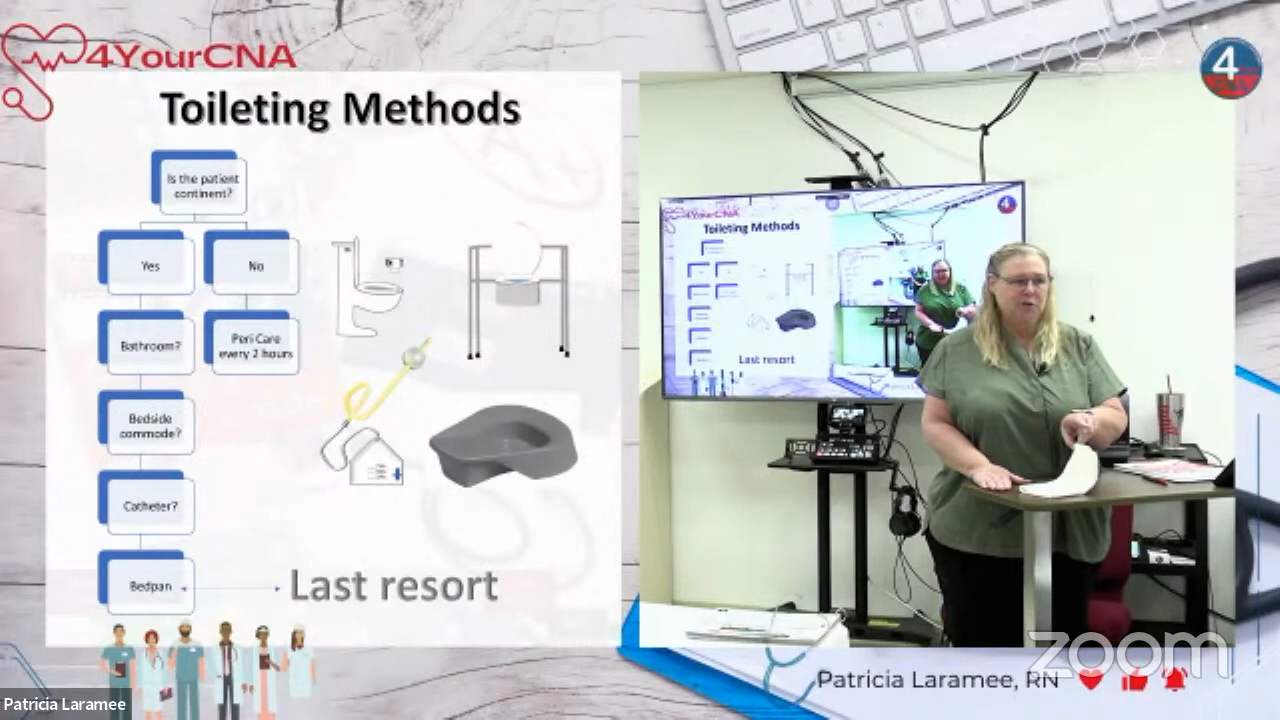 4YourCNA
4
Toileting Methods
Is the patient
continent?
Yes
No
Bathroom?
Peri Care
every 2 hours
Bedside
commode?
Catheter?
Bedpan
Last resort
4YourCNA
Toileting Methods
Last resort
4
zoom
Patricia Laramee, RN
Patricia Laramee